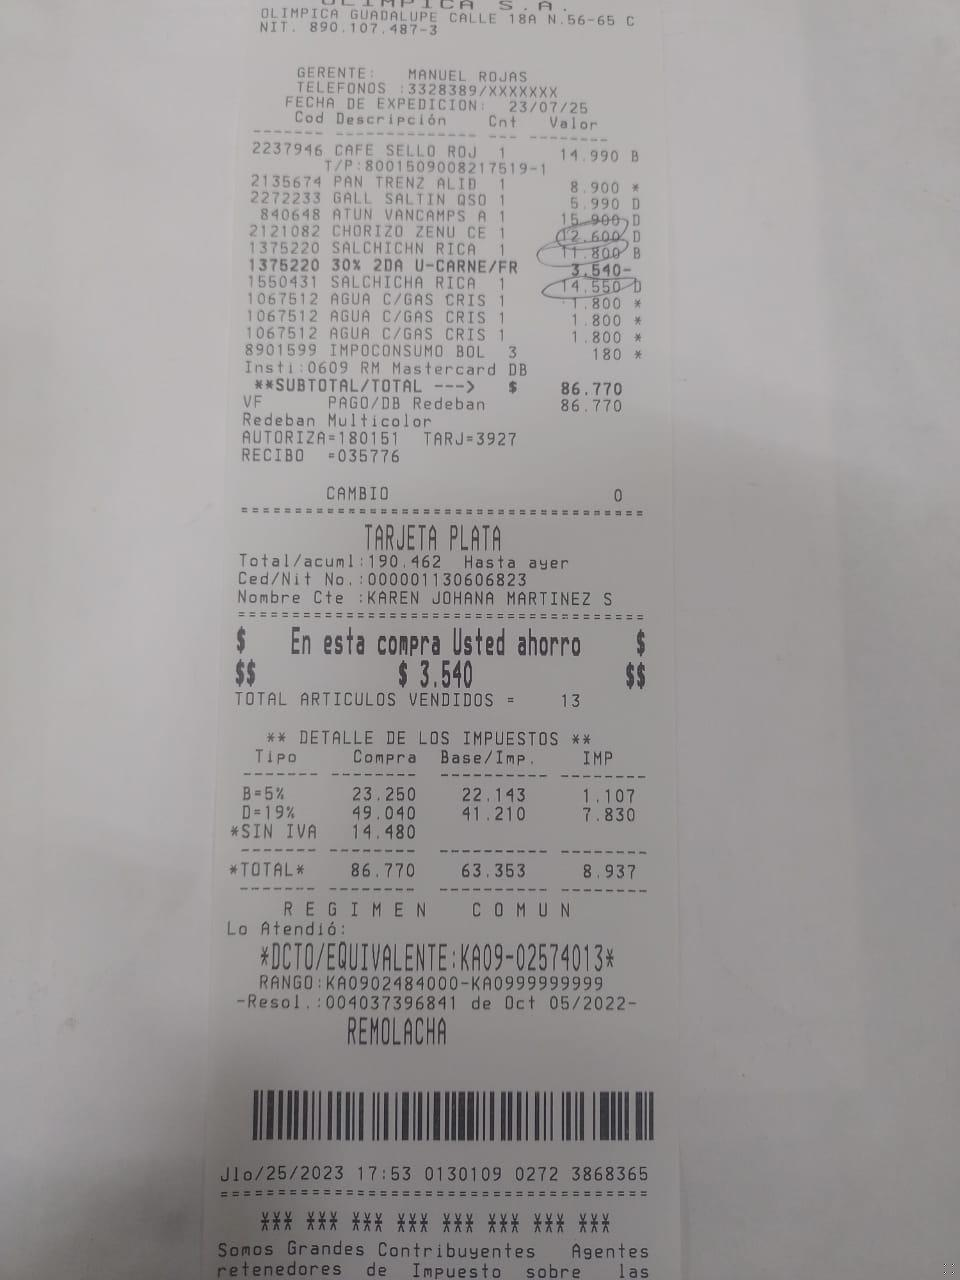 OLIMPICA S.A.
OLIMPICA GUADALUPE CALLE 18A N.56-65 C
NIT. 890.107.487-3
GERENTE: MANUEL ROJAS
TELEFONOS :3328389/XXXXXXX
FECHA DE EXPEDICION: 23/07/25
Cod Descripción Cnt Valor
------- -------------- --- --------
2237946 CAFE SELLO ROJ 1 14.990 B
T/P:8001509008217519-1
2135674 PAN TRENZ ALID 1 8.900 *
2272233 GALL SALTIN QSO 1 5.990 D
840648 ATUN VANCAMPS A 1 15.900 D
2121082 CHORIZO ZENU CE 1 12.600 D
1375220 SALCHICHN RICA 1 11.800 B
1375220 30% 2DA U-CARNE/FR 3.540-
1550431 SALCHICHA RICA 1 14.550 D
1067512 AGUA C/GAS CRIS 1 1.800 *
1067512 AGUA C/GAS CRIS 1 1.800 *
1067512 AGUA C/GAS CRIS 1 1.800 *
8901599 IMPOCONSUMO BOL 3 180 *
Insti:0609 RM Mastercard DB
**SUBTOTAL/TOTAL ---> $ 86.770
VF PAGO/DB Redeban 86.770
Redeban Multicolor
AUTORIZA=180151 TARJ=3927
RECIBO =035776
CAMBIO 0
=======================================
TARJETA PLATA
Total/acuml:190.462 Hasta ayer
Ced/Nit No.:000001130606823
Nombre Cte :KAREN JOHANA MARTINEZ S
=======================================
$ En esta compra Usted ahorro $
$$ $ 3.540 $$
TOTAL ARTICULOS VENDIDOS = 13
** DETALLE DE LOS IMPUESTOS **
Tipo Compra Base/Imp. IMP
------- -------- ---------- --------
B=5% 23.250 22.143 1.107
D=19% 49.040 41.210 7.830
*SIN IVA 14.480
------- -------- ---------- --------
*TOTAL* 86.770 63.353 8.937
------- -------- ---------- --------
R E G I M E N C O M U N
Lo Atendió:
*DCTO/EQUIVALENTE:KA09-02574013*
RANGO:KA0902484000-KA0999999999
-Resol.:004037396841 de Oct 05/2022-
REMOLACHA
Jlo/25/2023 17:53 0130109 0272 3868365
=======================================
*** *** *** *** *** *** *** ***
Somos Grandes Contribuyentes Agentes
retenedores de Impuesto sobre las